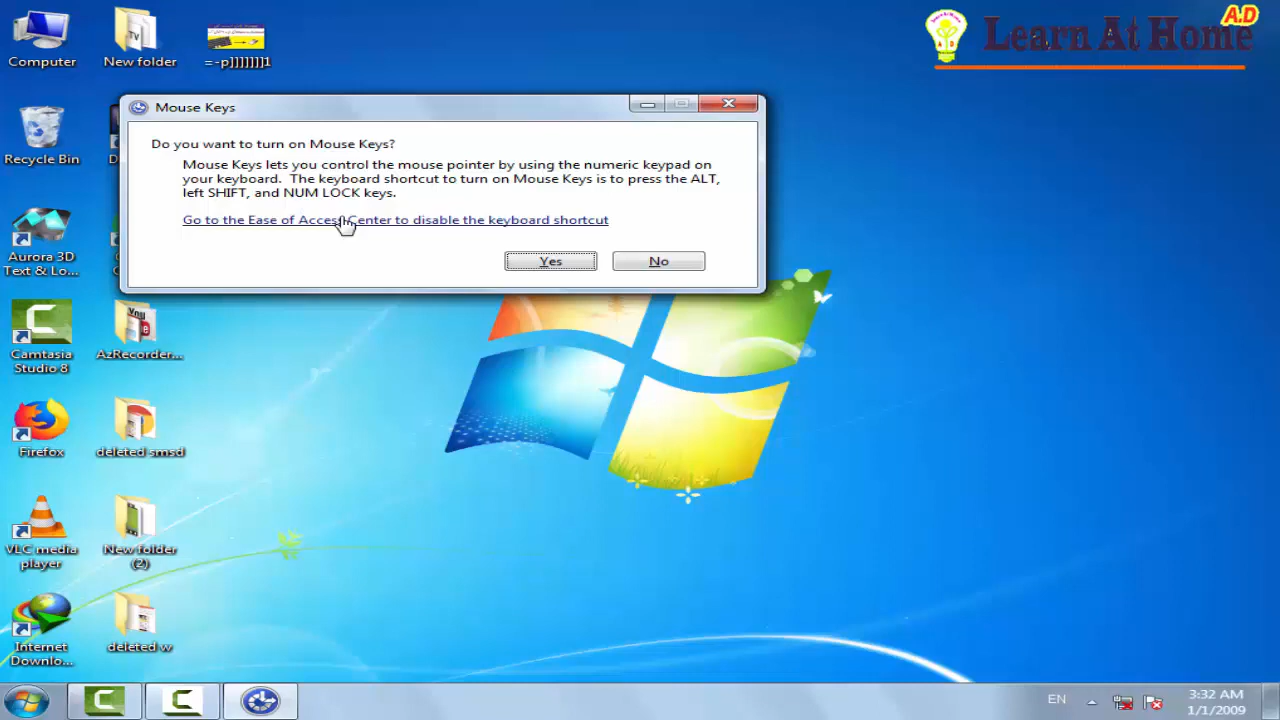 A.D
Learn At Home
A D
Computer
New folder
=-p]]]]]]]1
Mouse Keys
Do you want to turn on Mouse Keys?
Mouse Keys lets you control the mouse pointer by using the numeric keypad on
your keyboard. The keyboard shortcut to turn on Mouse Keys is to press the ALT,
left SHIFT, and NUM LOCK keys.
Go to the Ease of Access Center to disable the keyboard shortcut
Yes
No
Recycle Bin
Aurora 3D
Text & Lo...
Camtasia
Studio 8
AzRecorder...
Firefox
deleted smsd
VLC media
player
New folder
(2)
Internet
Downlo...
deleted w
EN
3:32 AM
1/1/2009